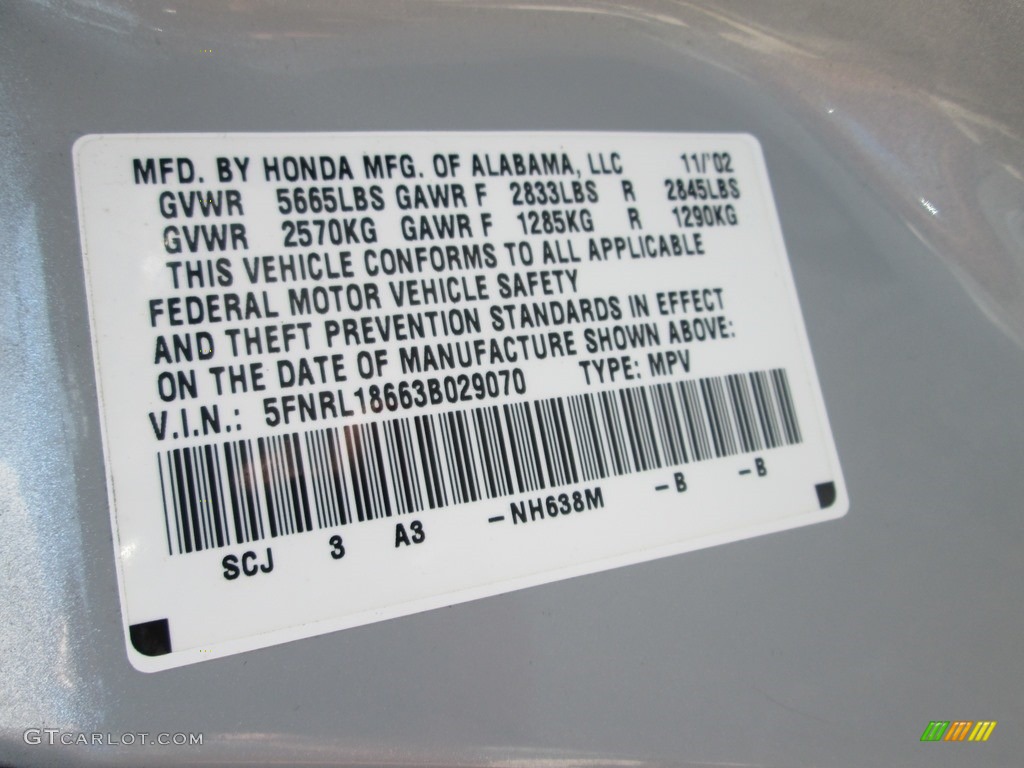 MFD. BY HONDA MFG. OF ALABAMA, LLC 11/'02
GVWR 5665LBS GAWR F 2833LBS R 2845LBS
GVWR 2570KG GAWR F 1285KG R 1290KG
THIS VEHICLE CONFORMS TO ALL APPLICABLE
FEDERAL MOTOR VEHICLE SAFETY
AND THEFT PREVENTION STANDARDS IN EFFECT
ON THE DATE OF MANUFACTURE SHOWN ABOVE:
V.I.N.: 5FNRL18663B029070 TYPE: MPV
SCJ 3 A3 -NH638M -B -B
GTCARLOT.COM